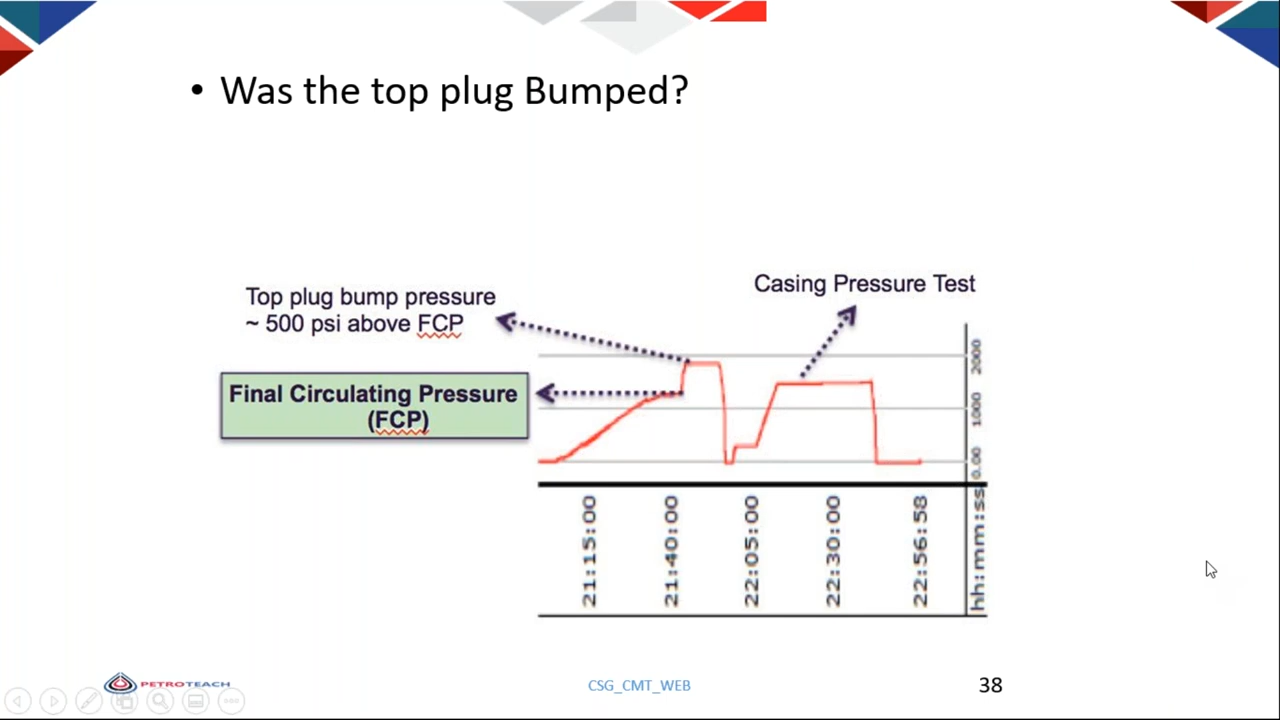 • Was the top plug Bumped?
Casing Pressure Test
Top plug bump pressure
~ 500 psi above FCP
Final Circulating Pressure
(FCP)
2000
1000
0.00
21:15:00
21:40:00
22:05:00
22:30:00
22:56:58
hh:mm:ss
PETROTEACH
CSG_CMT_WEB
38